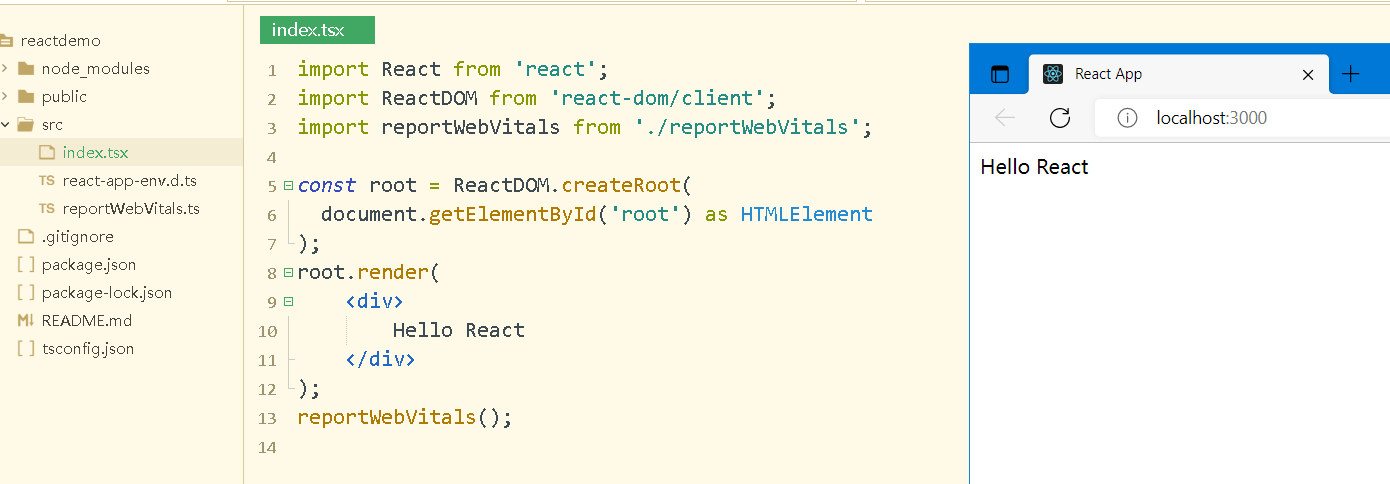 reactdemo
node_modules
public
src
index.tsx
TS react-app-env.d.ts
TS reportWebVitals.ts
.gitignore
[ ] package.json
[ ] package-lock.json
M↓ README.md
[ ] tsconfig.json
index.tsx
1 import React from 'react';
2 import ReactDOM from 'react-dom/client';
3 import reportWebVitals from './reportWebVitals';
4
5 const root = ReactDOM.createRoot(
6   document.getElementById('root') as HTMLElement
7 );
8 root.render(
9     <div>
10         Hello React
11     </div>
12 );
13 reportWebVitals();
14
React App
localhost:3000
Hello React